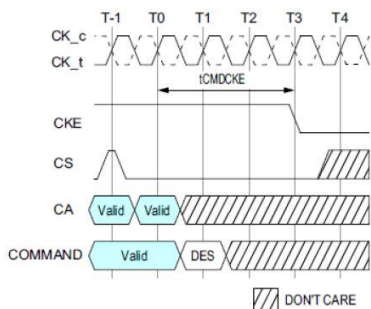 T-1 T0 T1 T2 T3 T4
CK_c
CK_t
tCMDCKE
CKE
CS
CA Valid Valid
COMMAND Valid DES
DON'T CARE